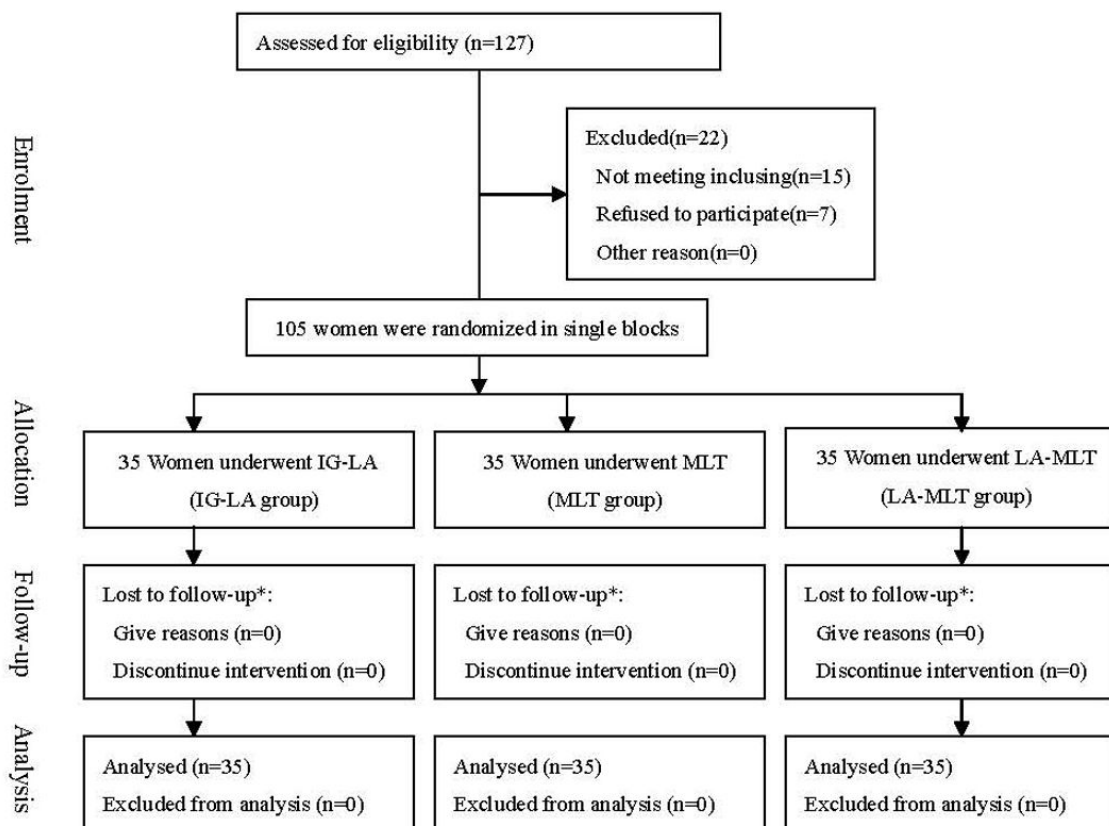 Assessed for eligibility (n=127)
Enrolment
Excluded(n=22)
Not meeting inclusing(n=15)
Refused to participate(n=7)
Other reason(n=0)
105 women were randomized in single blocks
Allocation
35 Women underwent IG-LA
(IG-LA group)
35 Women underwent MLT
(MLT group)
35 Women underwent LA-MLT
(LA-MLT group)
Follow-up
Lost to follow-up*:
Give reasons (n=0)
Discontinue intervention (n=0)
Lost to follow-up*:
Give reasons (n=0)
Discontinue intervention (n=0)
Lost to follow-up*:
Give reasons (n=0)
Discontinue intervention (n=0)
Analysis
Analysed (n=35)
Excluded from analysis (n=0)
Analysed (n=35)
Excluded from analysis (n=0)
Analysed (n=35)
Excluded from analysis (n=0)